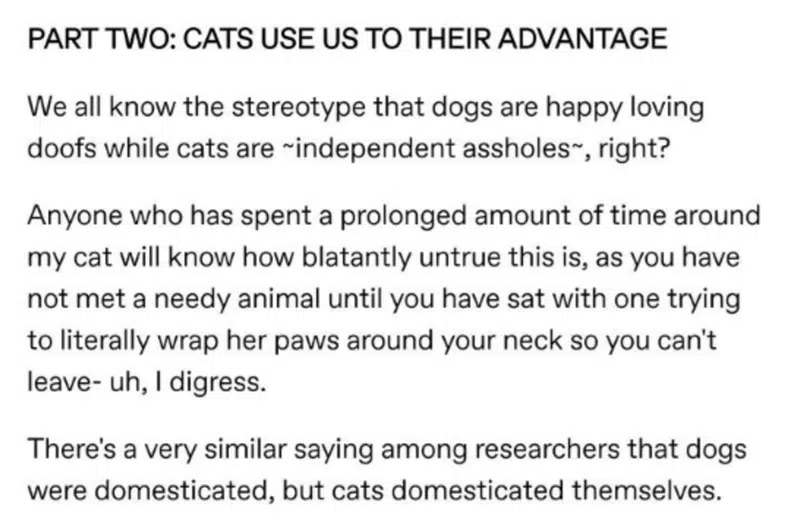 PART TWO: CATS USE US TO THEIR ADVANTAGE
We all know the stereotype that dogs are happy loving
doofs while cats are ~independent assholes~, right?
Anyone who has spent a prolonged amount of time around
my cat will know how blatantly untrue this is, as you have
not met a needy animal until you have sat with one trying
to literally wrap her paws around your neck so you can't
leave- uh, I digress.
There's a very similar saying among researchers that dogs
were domesticated, but cats domesticated themselves.